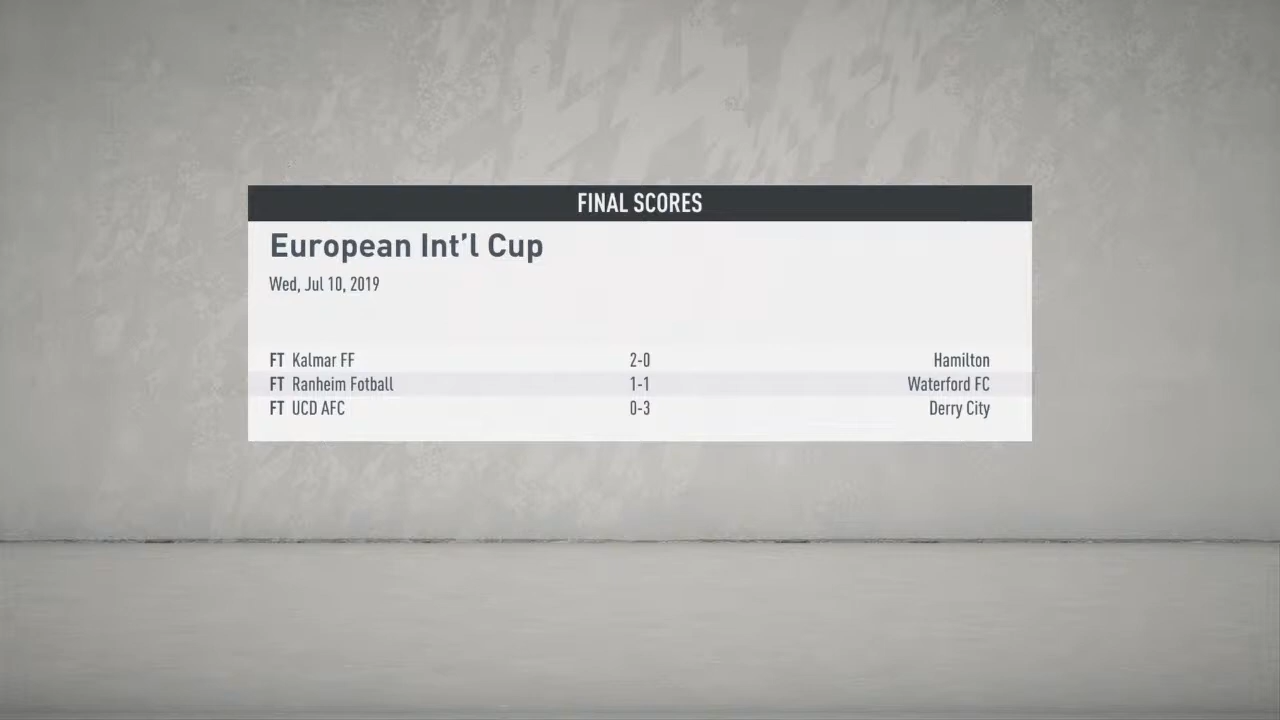 FINAL SCORES
European Int'l Cup
Wed, Jul 10, 2019
FT Kalmar FF 2-0 Hamilton
FT Ranheim Fotball 1-1 Waterford FC
FT UCD AFC 0-3 Derry City